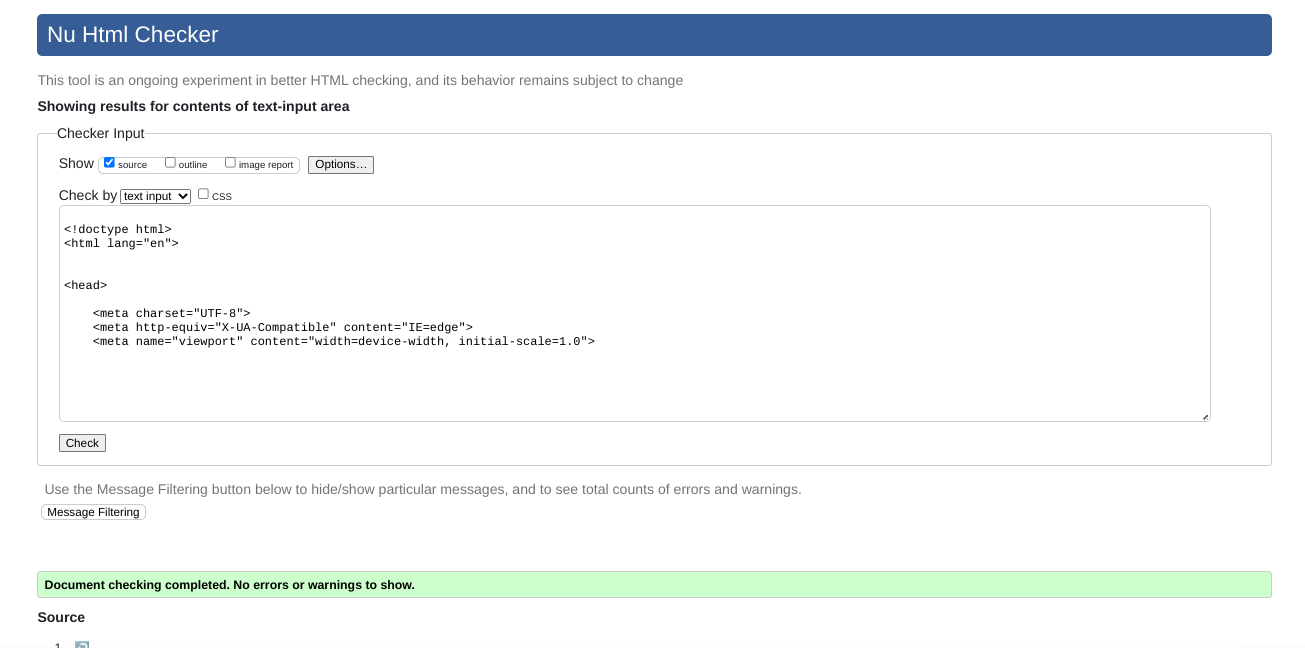 Nu Html Checker
This tool is an ongoing experiment in better HTML checking, and its behavior remains subject to change
Showing results for contents of text-input area
Checker Input
Show source outline image report Options…
Check by text input CSS
<!doctype html>
<html lang="en">
<head>
<meta charset="UTF-8">
<meta http-equiv="X-UA-Compatible" content="IE=edge">
<meta name="viewport" content="width=device-width, initial-scale=1.0">
Check
Use the Message Filtering button below to hide/show particular messages, and to see total counts of errors and warnings.
Message Filtering
Document checking completed. No errors or warnings to show.
Source
1.